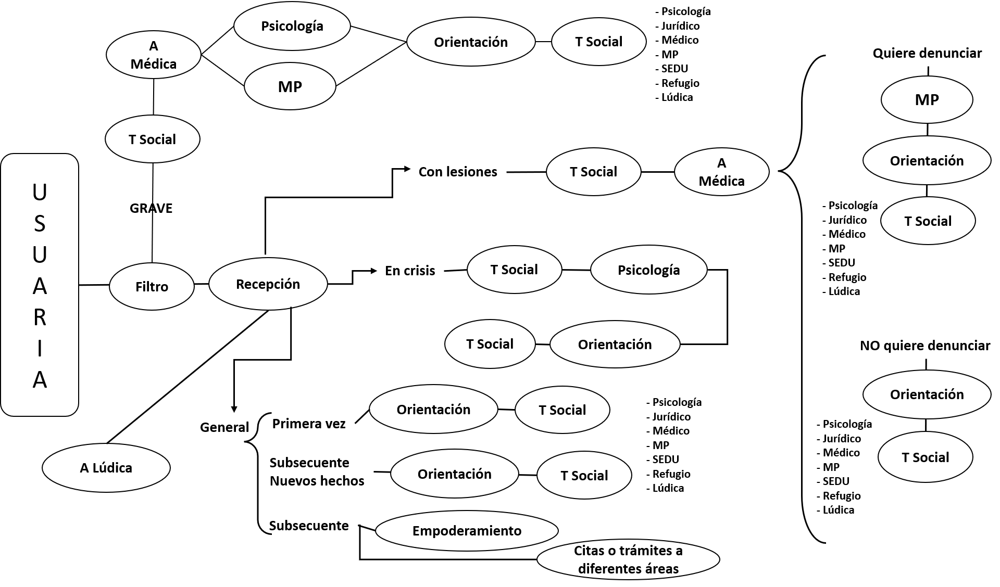 U
S
U
A
R
I
A
Filtro
GRAVE
T Social
A
Médica
Psicología
MP
Orientación
T Social
- Psicología
- Jurídico
- Médico
- MP
- SEDU
- Refugio
- Lúdica
Recepción
Con lesiones
T Social
A
Médica
Quiere denunciar
MP
Orientación
T Social
- Psicología
- Jurídico
- Médico
- MP
- SEDU
- Refugio
- Lúdica
NO quiere denunciar
Orientación
T Social
- Psicología
- Jurídico
- Médico
- MP
- SEDU
- Refugio
- Lúdica
En crisis
T Social
Psicología
Orientación
T Social
General
Primera vez
Orientación
T Social
Subsecuente
Nuevos hechos
Orientación
T Social
- Psicología
- Jurídico
- Médico
- MP
- SEDU
- Refugio
- Lúdica
Subsecuente
Empoderamiento
Citas o trámites a
diferentes áreas
A Lúdica